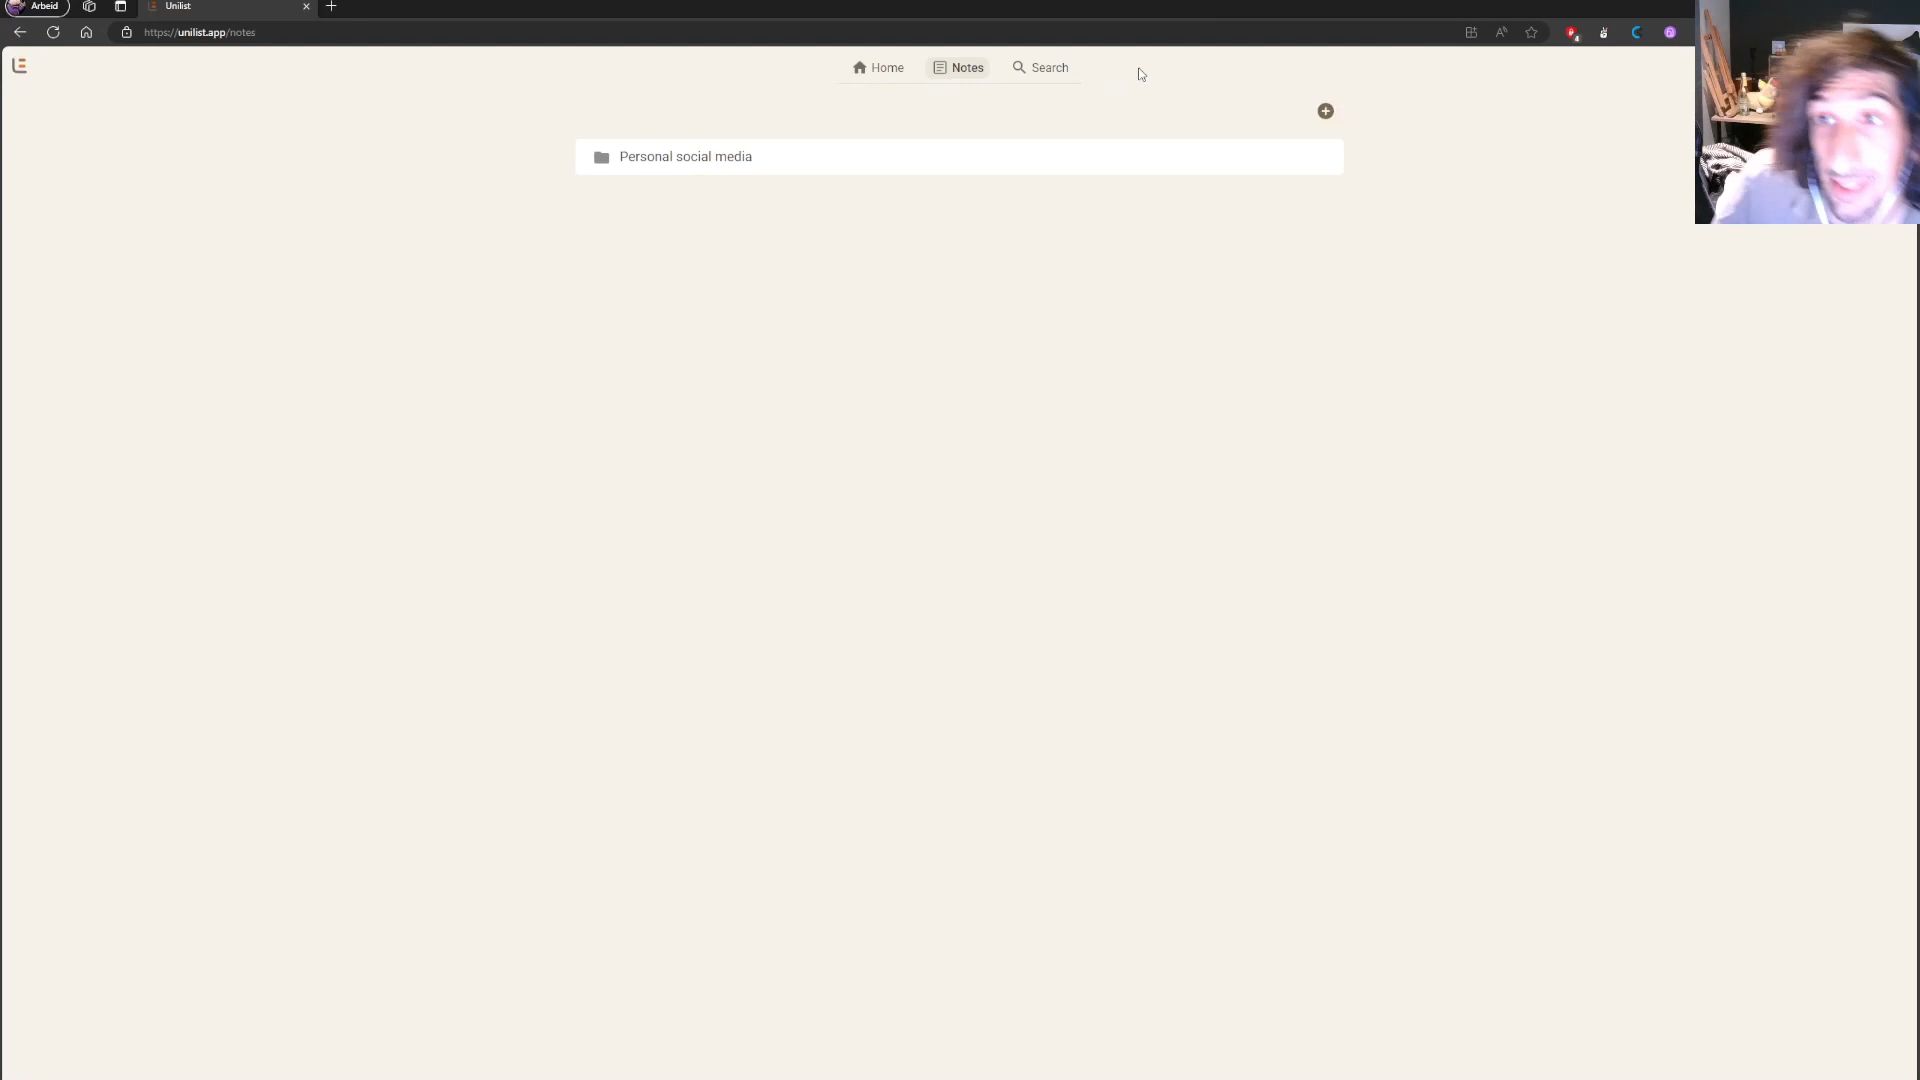 Arbeid
Unilist
https://unilist.app/notes
Home
Notes
Search
Personal social media